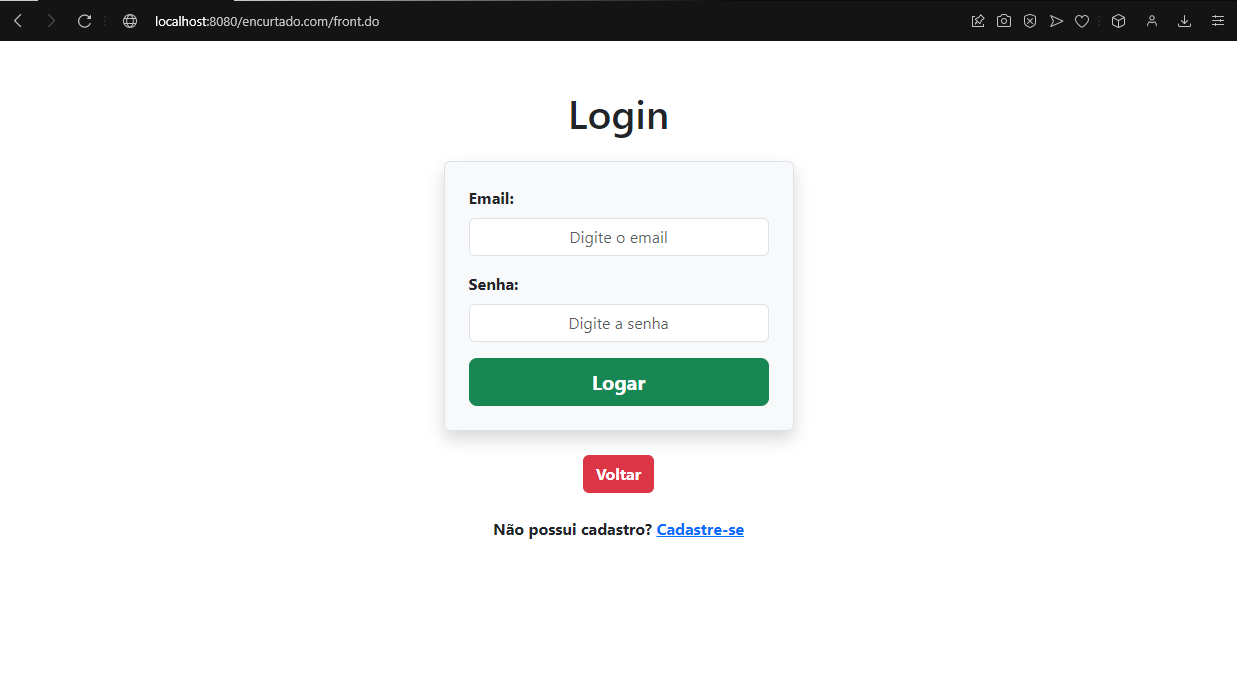 localhost:8080/encurtado.com/front.do
Login
Email:
Digite o email
Senha:
Digite a senha
Logar
Voltar
Não possui cadastro? Cadastre-se